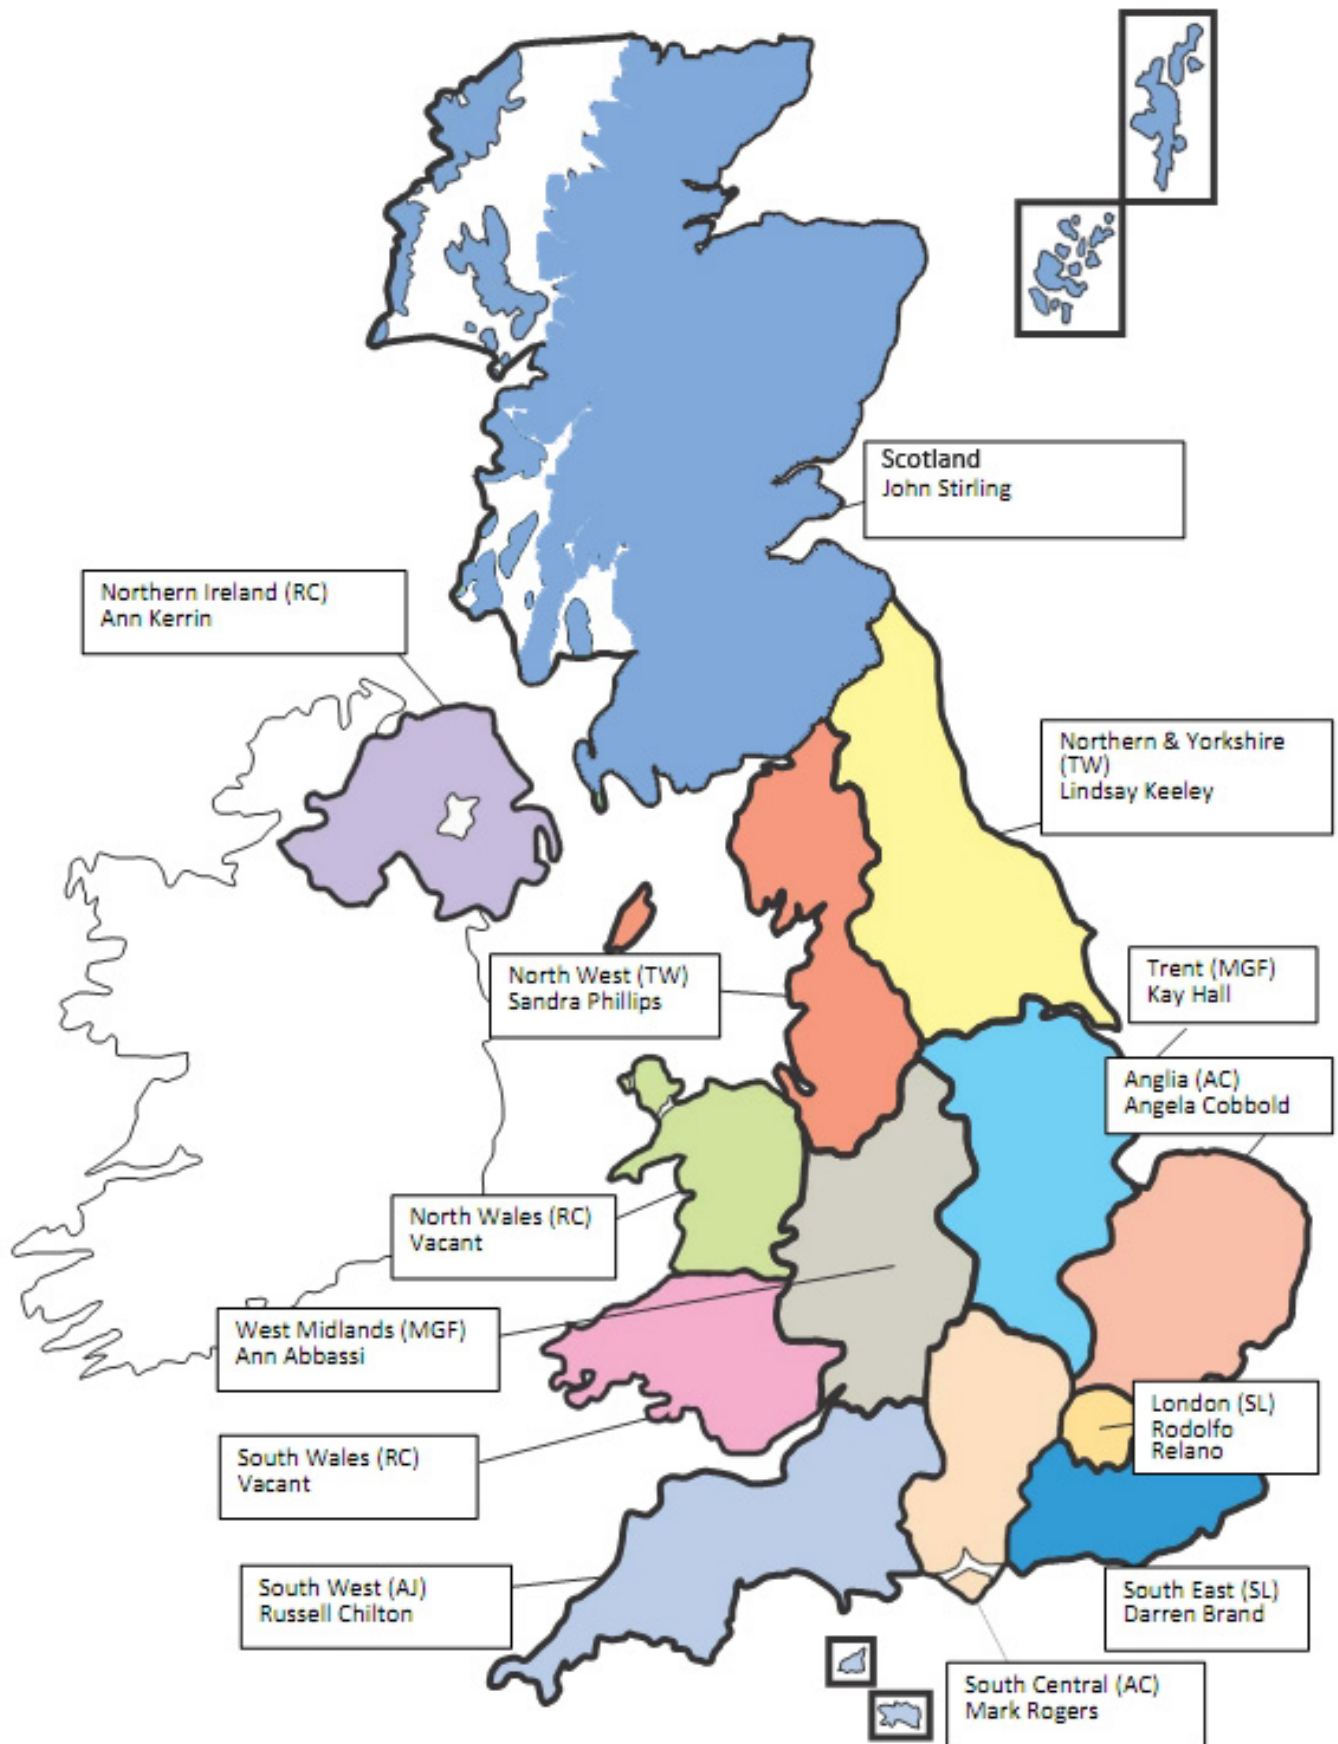 Scotland
John Stirling
Northern Ireland (RC)
Ann Kerrin
Northern & Yorkshire
(TW)
Lindsay Keeley
Trent (MGF)
Kay Hall
North West (TW)
Sandra Phillips
Anglia (AC)
Angela Cobbold
North Wales (RC)
Vacant
West Midlands (MGF)
Ann Abbassi
London (SL)
Rodolfo
Relano
South Wales (RC)
Vacant
South West (AJ)
Russell Chilton
South East (SL)
Darren Brand
South Central (AC)
Mark Rogers